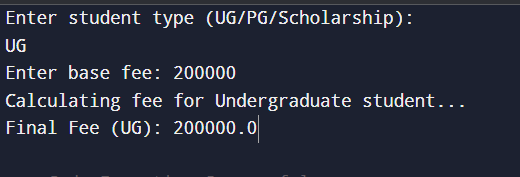 Enter student type (UG/PG/Scholarship):
UG
Enter base fee: 200000
Calculating fee for Undergraduate student...
Final Fee (UG): 200000.0